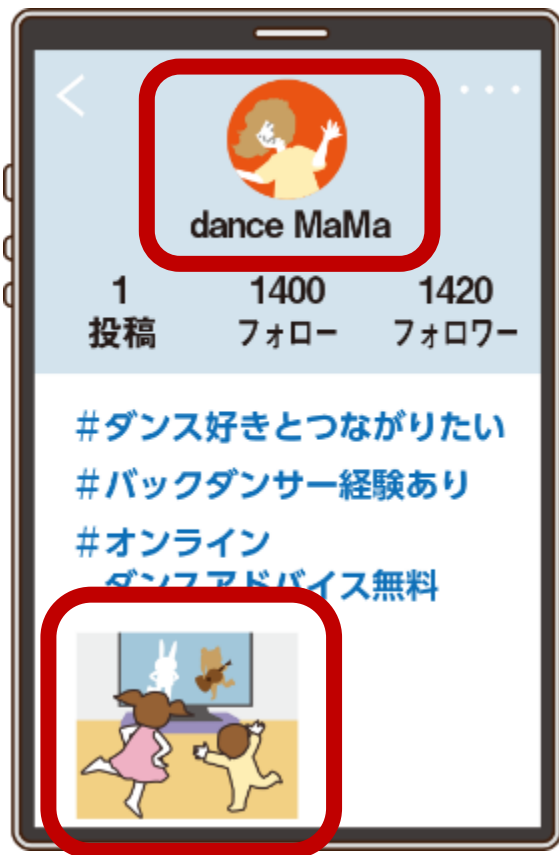 dance MaMa
1 1400 1420
投稿 フォロー フォロワー
#ダンス好きとつながりたい
#バックダンサー経験あり
#オンライン
ダンスアドバイス無料